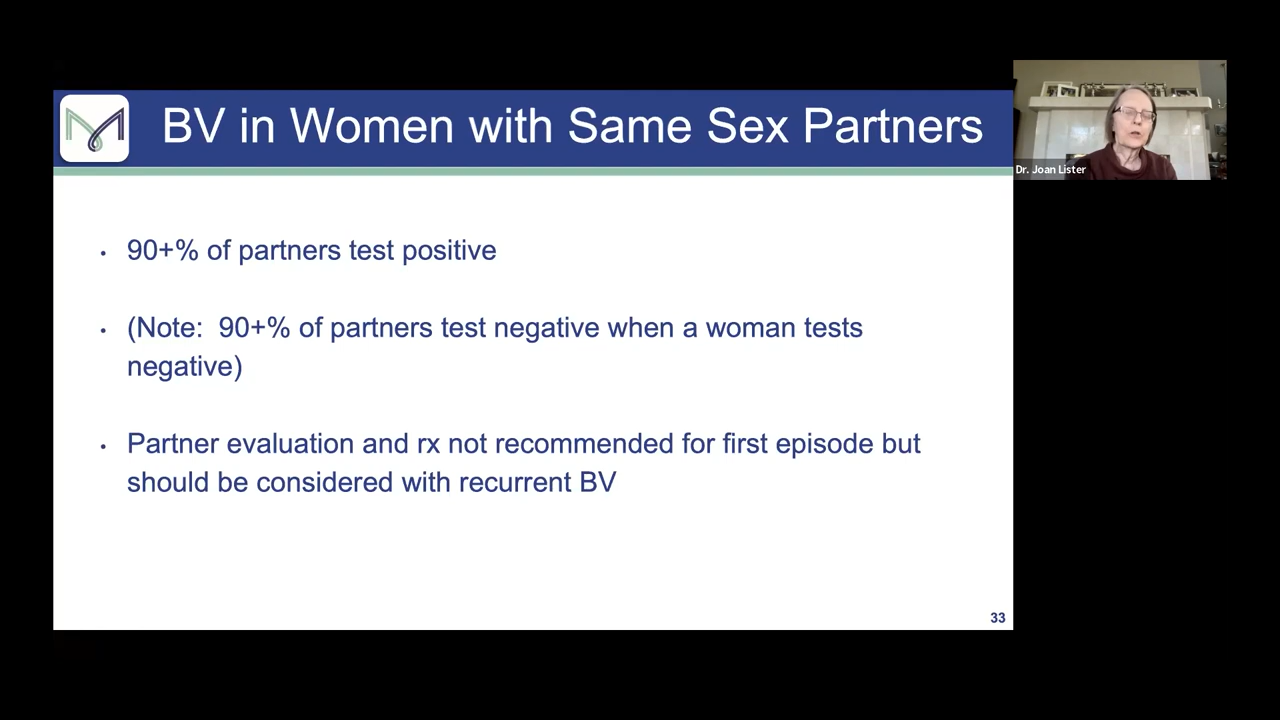 BV in Women with Same Sex Partners
Dr. Joan Lister
• 90+% of partners test positive
• (Note:  90+% of partners test negative when a woman tests
negative)
• Partner evaluation and rx not recommended for first episode but
should be considered with recurrent BV
33